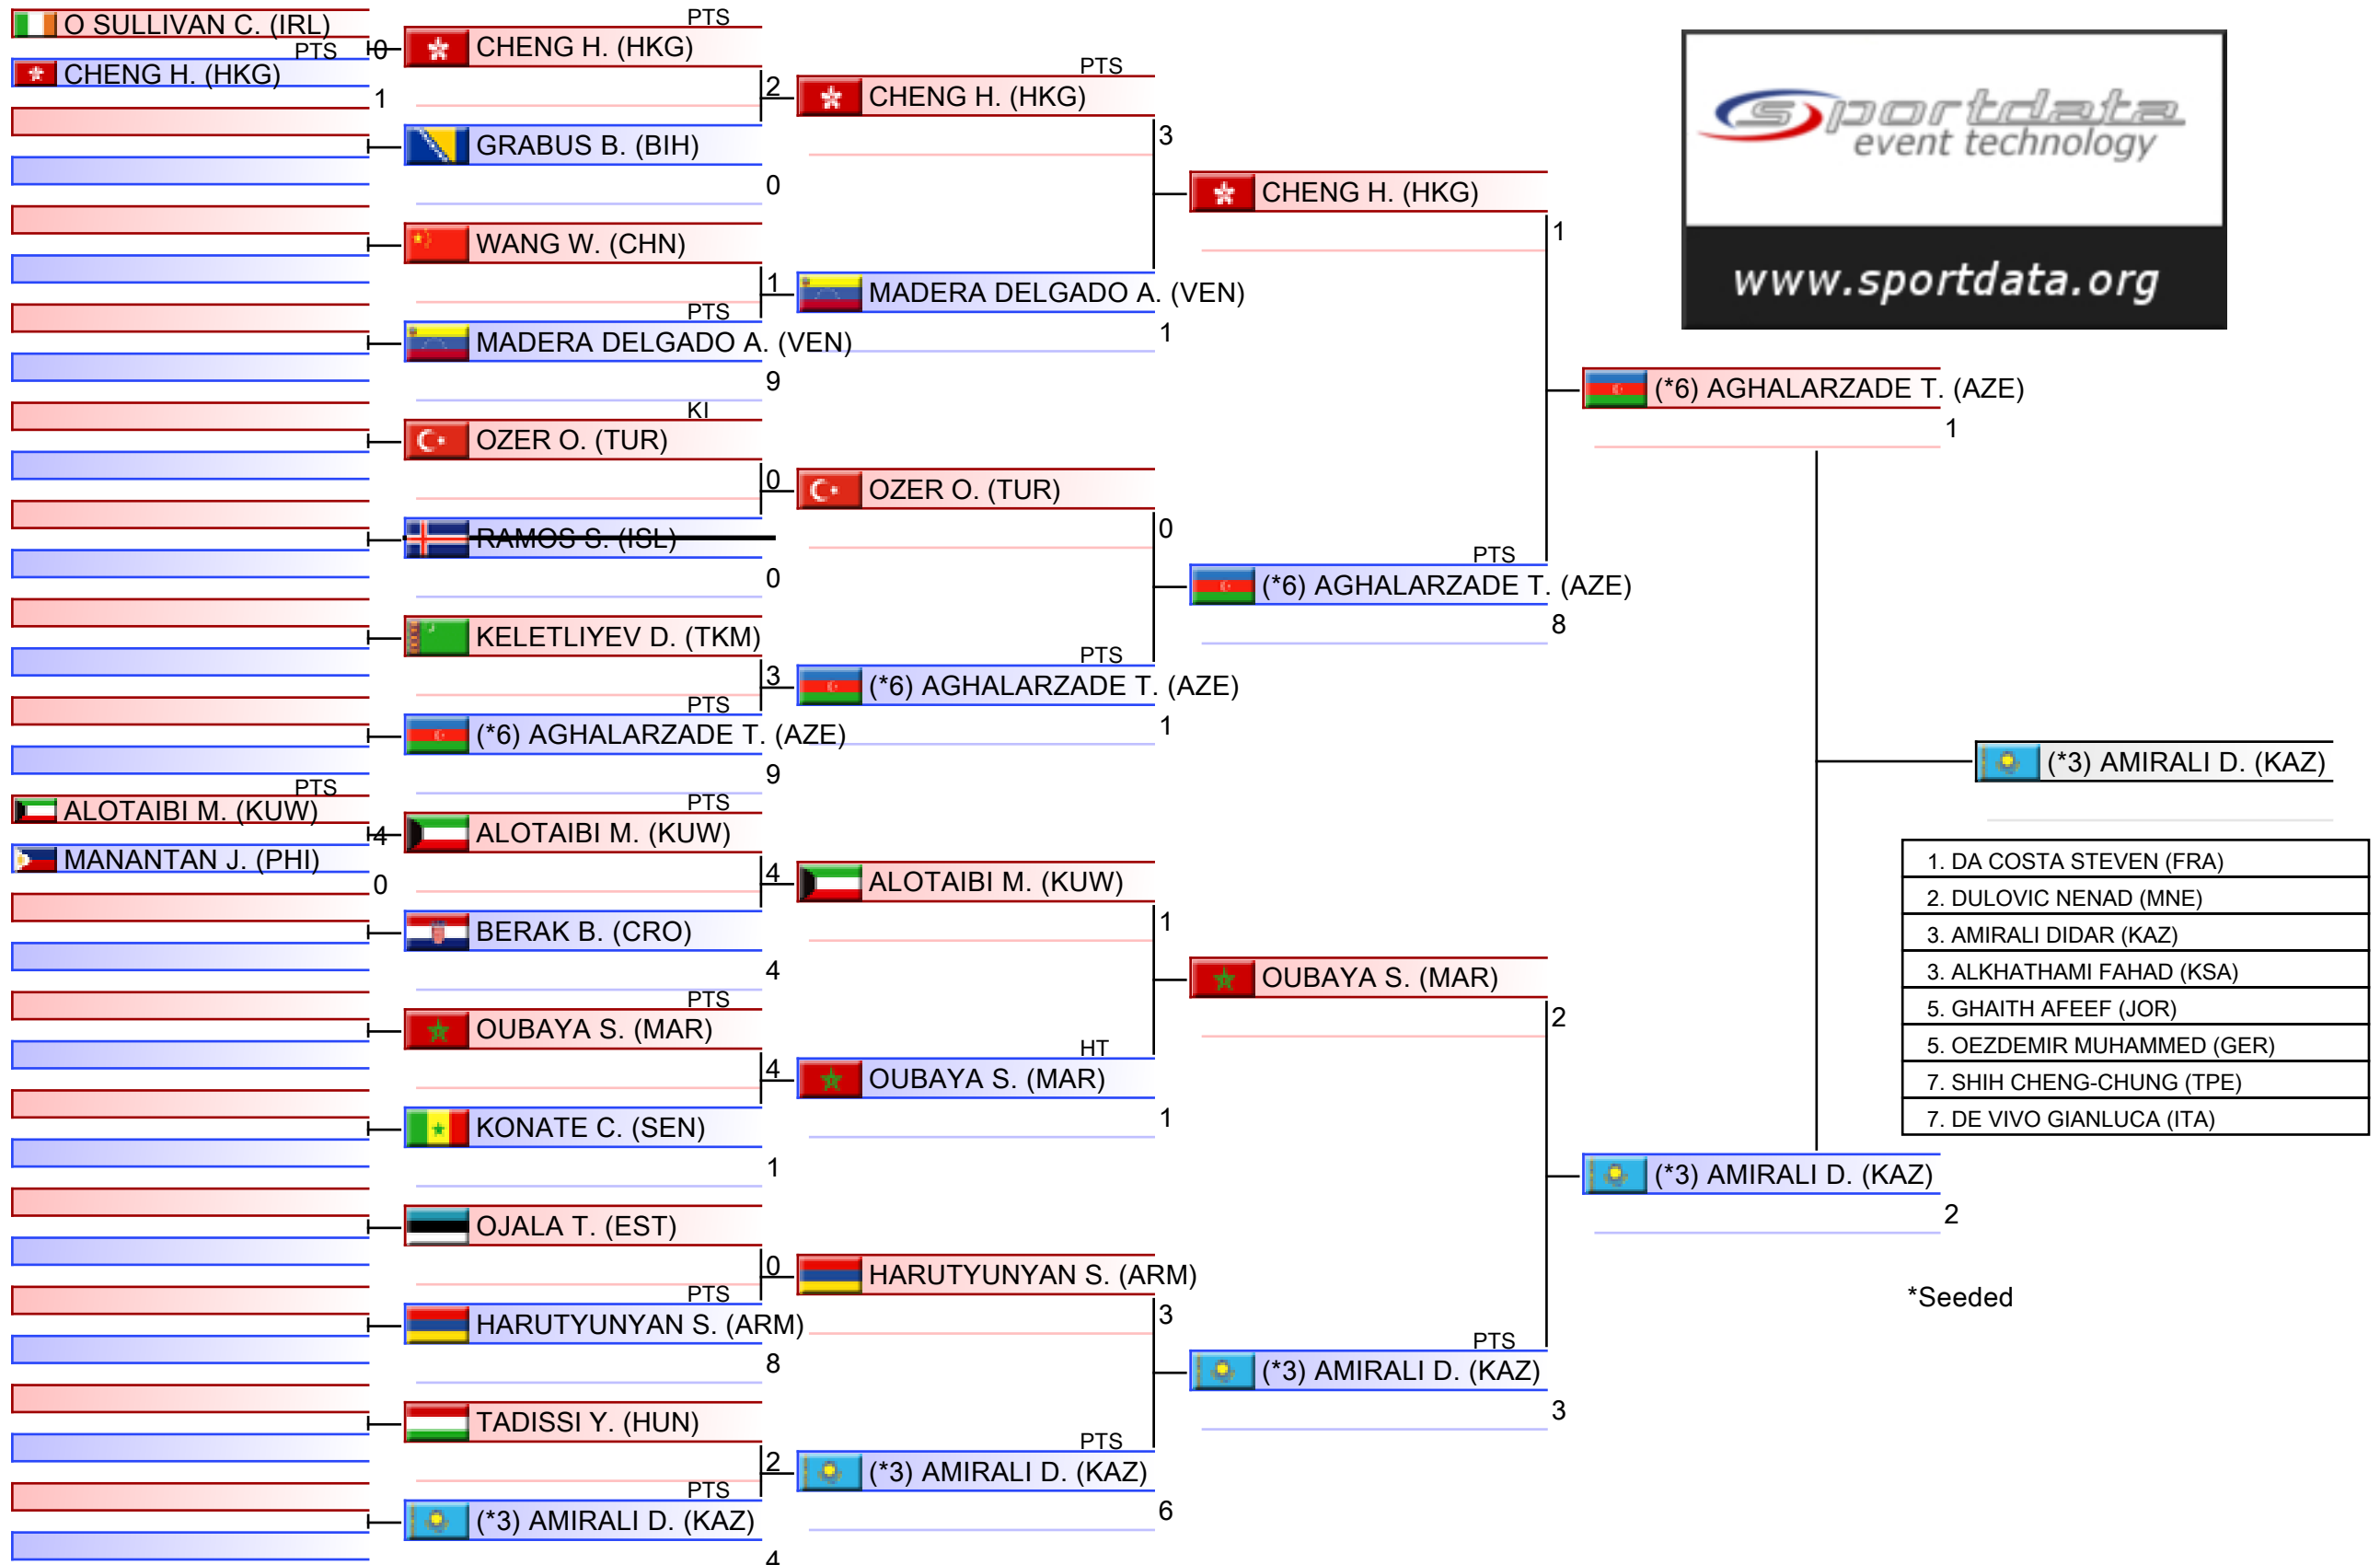 O SULLIVAN C. (IRL)
PTS
0
CHENG H. (HKG)
1
ALOTAIBI M. (KUW)
PTS
4
MANANTAN J. (PHI)
0
PTS
CHENG H. (HKG)
2
GRABUS B. (BIH)
0
WANG W. (CHN)
1
PTS
MADERA DELGADO A. (VEN)
9
KI
OZER O. (TUR)
0
RAMOS S. (ISL)
0
KELETLIYEV D. (TKM)
3
PTS
(*6) AGHALARZADE T. (AZE)
9
PTS
ALOTAIBI M. (KUW)
4
BERAK B. (CRO)
4
PTS
OUBAYA S. (MAR)
4
KONATE C. (SEN)
1
OJALA T. (EST)
0
PTS
HARUTYUNYAN S. (ARM)
8
TADISSI Y. (HUN)
2
PTS
(*3) AMIRALI D. (KAZ)
4
PTS
CHENG H. (HKG)
3
MADERA DELGADO A. (VEN)
1
OZER O. (TUR)
0
PTS
(*6) AGHALARZADE T. (AZE)
1
ALOTAIBI M. (KUW)
1
HT
OUBAYA S. (MAR)
1
HARUTYUNYAN S. (ARM)
3
PTS
(*3) AMIRALI D. (KAZ)
6
CHENG H. (HKG)
1
PTS
(*6) AGHALARZADE T. (AZE)
8
OUBAYA S. (MAR)
2
PTS
(*3) AMIRALI D. (KAZ)
3
(*6) AGHALARZADE T. (AZE)
1
(*3) AMIRALI D. (KAZ)
2
(*3) AMIRALI D. (KAZ)
sportdata
event technology
www.sportdata.org
1. DA COSTA STEVEN (FRA)
2. DULOVIC NENAD (MNE)
3. AMIRALI DIDAR (KAZ)
3. ALKHATHAMI FAHAD (KSA)
5. GHAITH AFEEF (JOR)
5. OEZDEMIR MUHAMMED (GER)
7. SHIH CHENG-CHUNG (TPE)
7. DE VIVO GIANLUCA (ITA)
*Seeded